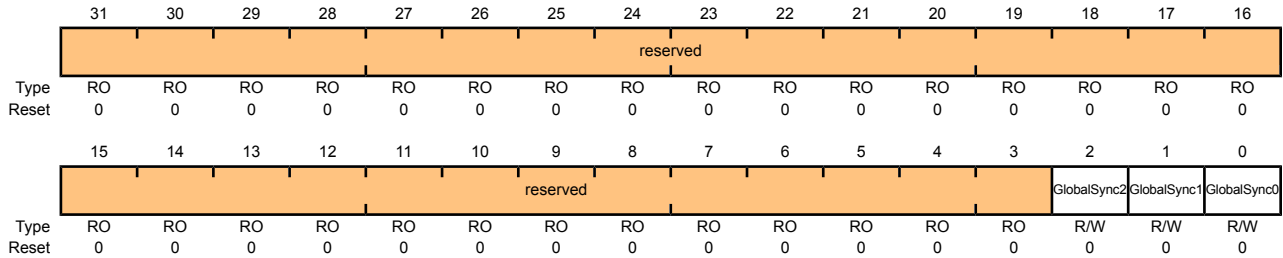 31 30 29 28 27 26 25 24 23 22 21 20 19 18 17 16
reserved
Type RO RO RO RO RO RO RO RO RO RO RO RO RO RO RO RO
Reset 0 0 0 0 0 0 0 0 0 0 0 0 0 0 0 0
15 14 13 12 11 10 9 8 7 6 5 4 3 2 1 0
reserved GlobalSync2 GlobalSync1 GlobalSync0
Type RO RO RO RO RO RO RO RO RO RO RO RO RO R/W R/W R/W
Reset 0 0 0 0 0 0 0 0 0 0 0 0 0 0 0 0